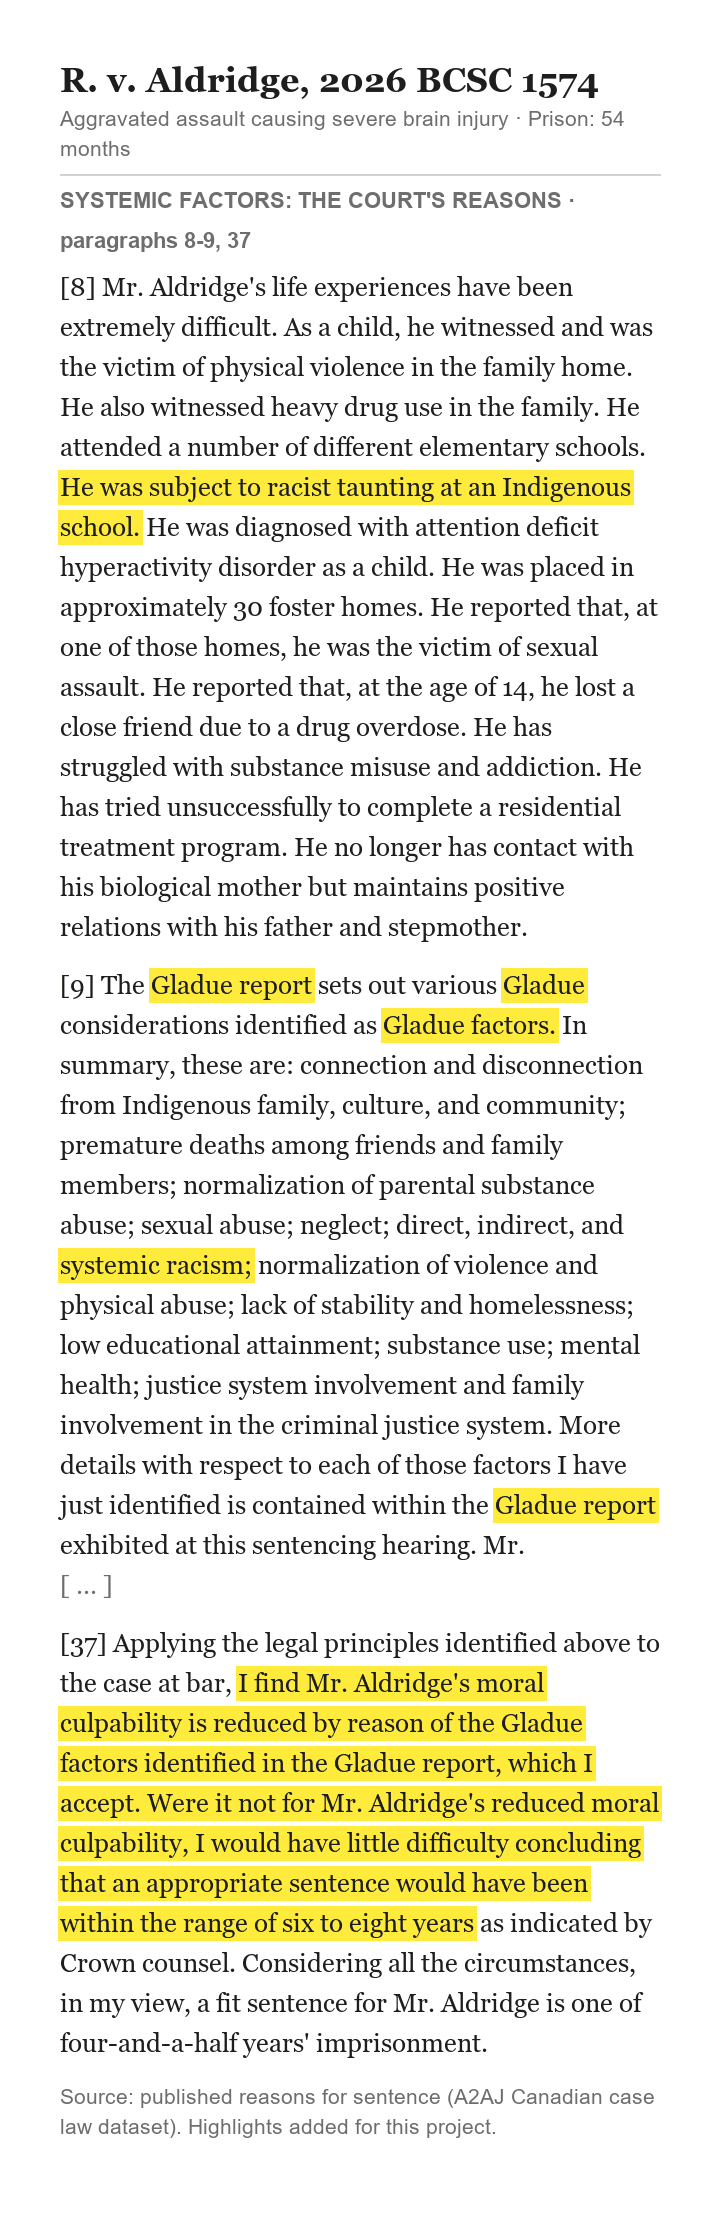 R. v. Aldridge, 2026 BCSC 1574
Aggravated assault causing severe brain injury · Prison: 54
months
SYSTEMIC FACTORS: THE COURT'S REASONS ·
paragraphs 8-9, 37
[8] Mr. Aldridge's life experiences have been
extremely difficult. As a child, he witnessed and was
the victim of physical violence in the family home.
He also witnessed heavy drug use in the family. He
attended a number of different elementary schools.
He was subject to racist taunting at an Indigenous
school. He was diagnosed with attention deficit
hyperactivity disorder as a child. He was placed in
approximately 30 foster homes. He reported that, at
one of those homes, he was the victim of sexual
assault. He reported that, at the age of 14, he lost a
close friend due to a drug overdose. He has
struggled with substance misuse and addiction. He
has tried unsuccessfully to complete a residential
treatment program. He no longer has contact with
his biological mother but maintains positive
relations with his father and stepmother.
[9] The Gladue report sets out various Gladue
considerations identified as Gladue factors. In
summary, these are: connection and disconnection
from Indigenous family, culture, and community;
premature deaths among friends and family
members; normalization of parental substance
abuse; sexual abuse; neglect; direct, indirect, and
systemic racism; normalization of violence and
physical abuse; lack of stability and homelessness;
low educational attainment; substance use; mental
health; justice system involvement and family
involvement in the criminal justice system. More
details with respect to each of those factors I have
just identified is contained within the Gladue report
exhibited at this sentencing hearing. Mr.
[ ... ]
[37] Applying the legal principles identified above to
the case at bar, I find Mr. Aldridge's moral
culpability is reduced by reason of the Gladue
factors identified in the Gladue report, which I
accept. Were it not for Mr. Aldridge's reduced moral
culpability, I would have little difficulty concluding
that an appropriate sentence would have been
within the range of six to eight years as indicated by
Crown counsel. Considering all the circumstances,
in my view, a fit sentence for Mr. Aldridge is one of
four-and-a-half years' imprisonment.
Source: published reasons for sentence (A2AJ Canadian case
law dataset). Highlights added for this project.